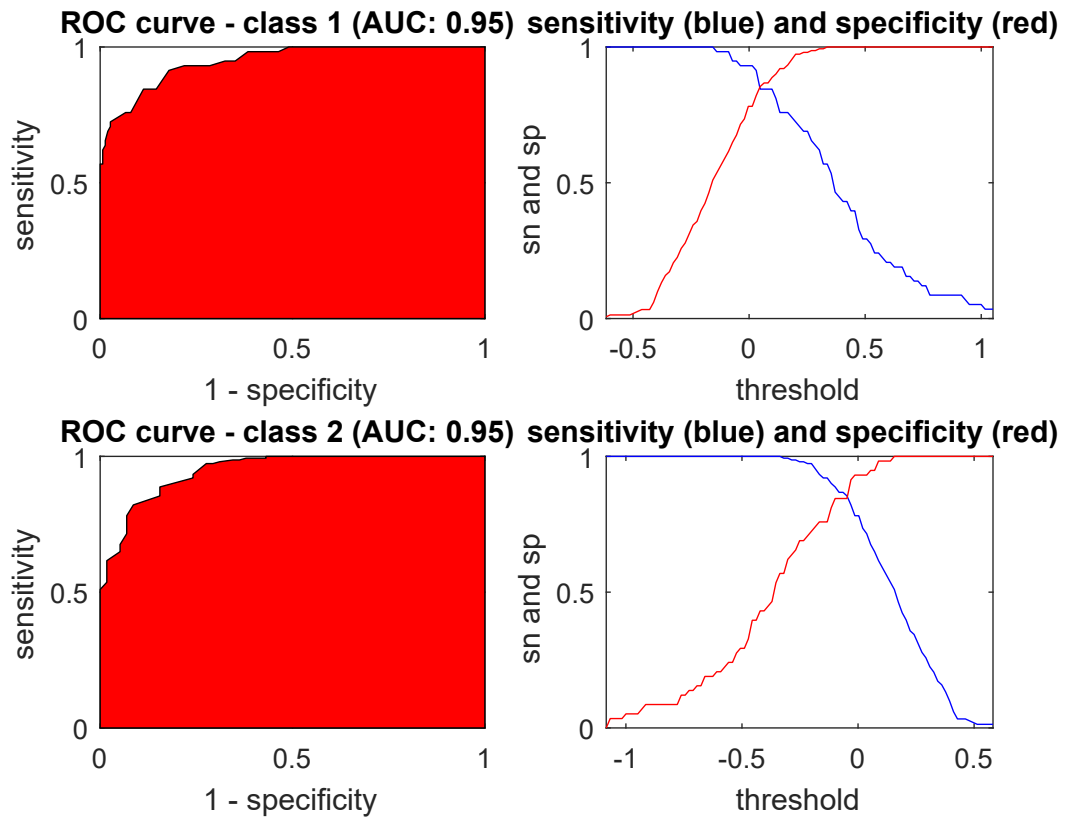 ROC curve - class 1 (AUC: 0.95)
sensitivity
1
0.5
0
0
0.5
1
1 - specificity
sensitivity (blue) and specificity (red)
sn and sp
1
0.5
0
-0.5
0
0.5
1
threshold
ROC curve - class 2 (AUC: 0.95)
sensitivity
1
0.5
0
0
0.5
1
1 - specificity
sensitivity (blue) and specificity (red)
sn and sp
1
0.5
0
-1
-0.5
0
0.5
threshold